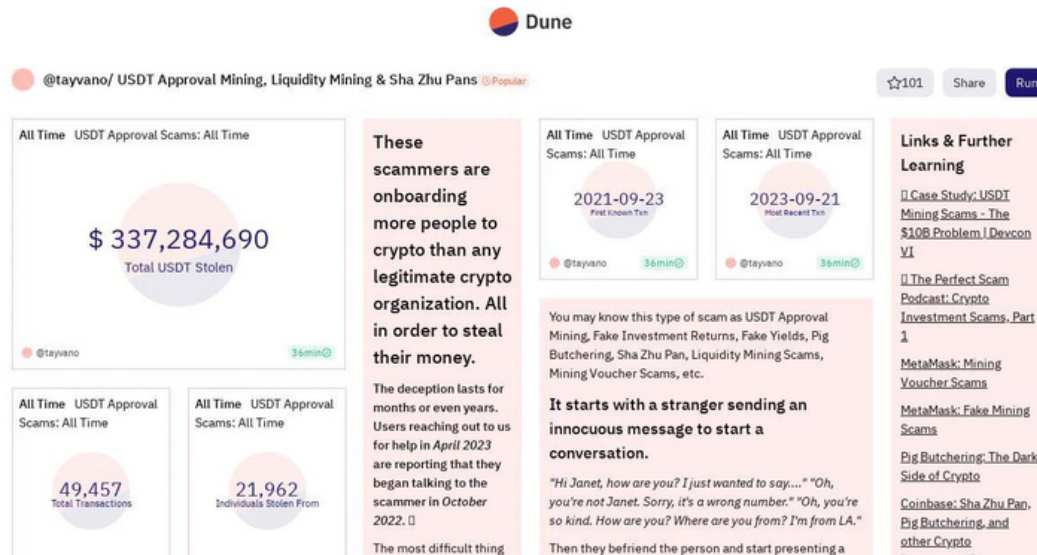 Dune
@tayvano/ USDT Approval Mining, Liquidity Mining & Sha Zhu Pans Popular
101
Share
Run
All Time USDT Approval Scams: All Time
$ 337,284,690
Total USDT Stolen
@tayvano
36min
All Time USDT Approval
Scams: All Time
49,457
Total Transactions
All Time USDT Approval
Scams: All Time
21,962
Individuals Stolen From
These
scammers are
onboarding
more people to
crypto than any
legitimate crypto
organization. All
in order to steal
their money.
The deception lasts for
months or even years.
Users reaching out to us
for help in April 2023
are reporting that they
began talking to the
scammer in October
2022.
The most difficult thing
All Time USDT Approval
Scams: All Time
2021-09-23
First Known Txn
@tayvano
36min
All Time USDT Approval
Scams: All Time
2023-09-21
Most Recent Txn
@tayvano
36min
You may know this type of scam as USDT Approval
Mining, Fake Investment Returns, Fake Yields, Pig
Butchering, Sha Zhu Pan, Liquidity Mining Scams,
Mining Voucher Scams, etc.
It starts with a stranger sending an
innocuous message to start a
conversation.
"Hi Janet, how are you? I just wanted to say...." "Oh,
you're not Janet. Sorry, it's a wrong number." "Oh, you're
so kind. How are you? Where are you from? I'm from LA."
Then they befriend the person and start presenting a
Links & Further
Learning
Case Study: USDT
Mining Scams - The
$10B Problem | Devcon
VI
The Perfect Scam
Podcast: Crypto
Investment Scams, Part
1
MetaMask: Mining
Voucher Scams
MetaMask: Fake Mining
Scams
Pig Butchering: The Dark
Side of Crypto
Coinbase: Sha Zhu Pan,
Pig Butchering, and
other Crypto